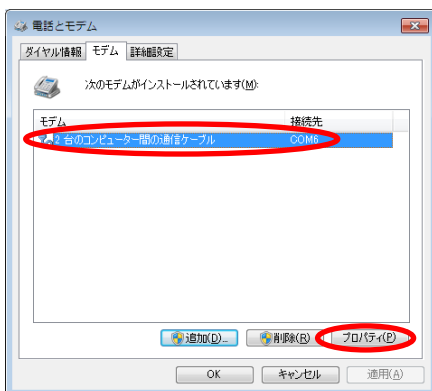 電話とモデム
ダイヤル情報 モデム 詳細設定
次のモデムがインストールされています(M):
モデム 接続先
2 台のコンピューター間の通信ケーブル COM6
追加(D)... 削除(R) プロパティ(P)
OK キャンセル 適用(A)